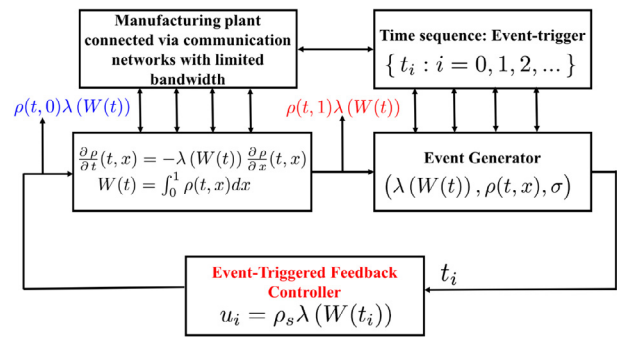 Manufacturing plant
connected via communication
networks with limited
bandwidth
Time sequence: Event-trigger
{ t_i : i = 0, 1, 2, ... }
ρ(t, 0)λ (W(t))
ρ(t, 1)λ (W(t))
∂ρ/∂t (t, x) = −λ (W(t)) ∂ρ/∂x (t, x)
W(t) = ∫_0^1 ρ(t, x)dx
Event Generator
(λ (W(t)) , ρ(t, x), σ)
Event-Triggered Feedback
Controller
u_i = ρ_s λ (W(t_i))
t_i